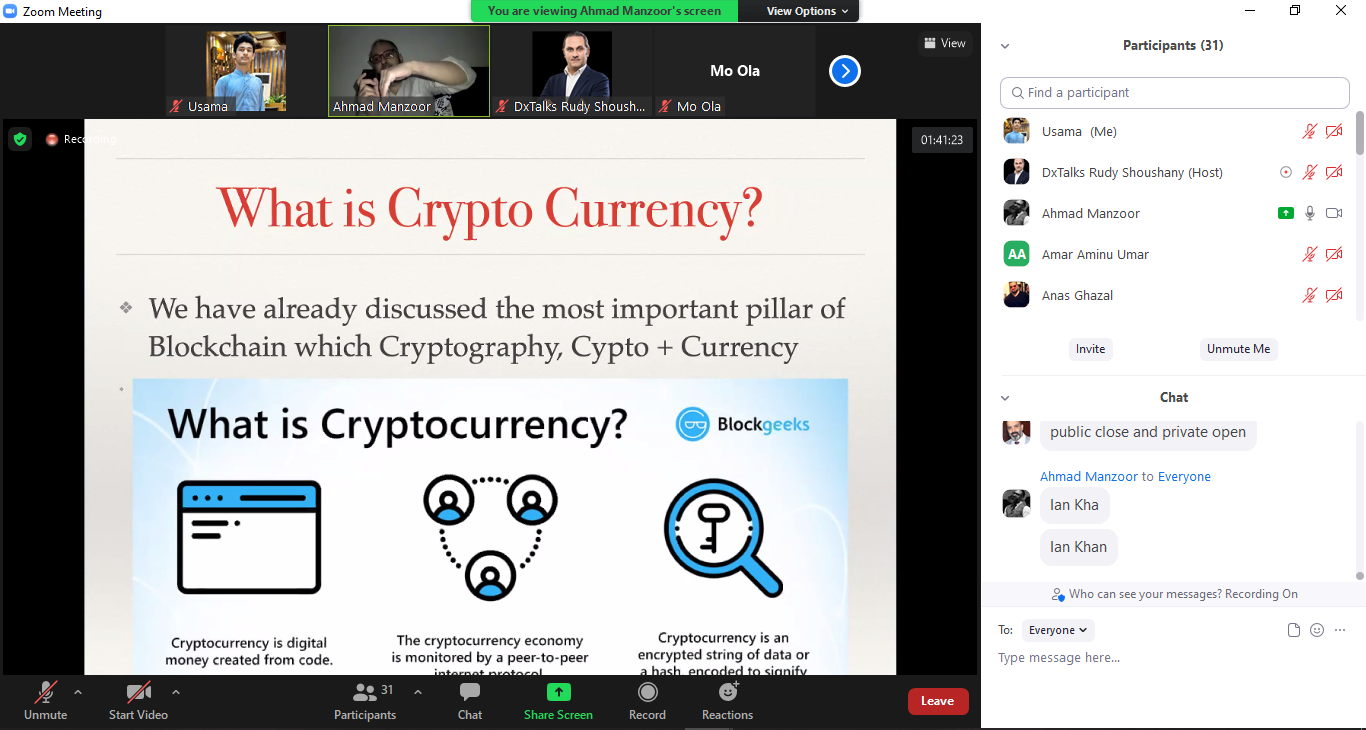 Zoom Meeting
You are viewing Ahmad Manzoor's screen
View Options
Usama
Ahmad Manzoor
DxTalks Rudy Shoush...
Mo Ola
Mo Ola
View
Recording
01:41:23
What is Crypto Currency?
We have already discussed the most important pillar of
Blockchain which Cryptography, Cypto + Currency
What is Cryptocurrency?
Blockgeeks
Cryptocurrency is digital
money created from code.
The cryptocurrency economy
is monitored by a peer-to-peer
internet protocol.
Cryptocurrency is an
encrypted string of data or
a hash, encoded to signify
Unmute
Start Video
31
Participants
Chat
Share Screen
Record
Reactions
Leave
Participants (31)
Find a participant
Usama (Me)
DxTalks Rudy Shoushany (Host)
Ahmad Manzoor
AA
Amar Aminu Umar
Anas Ghazal
Invite
Unmute Me
Chat
public close and private open
Ahmad Manzoor to Everyone
Ian Kha
Ian Khan
Who can see your messages? Recording On
To: Everyone
Type message here...